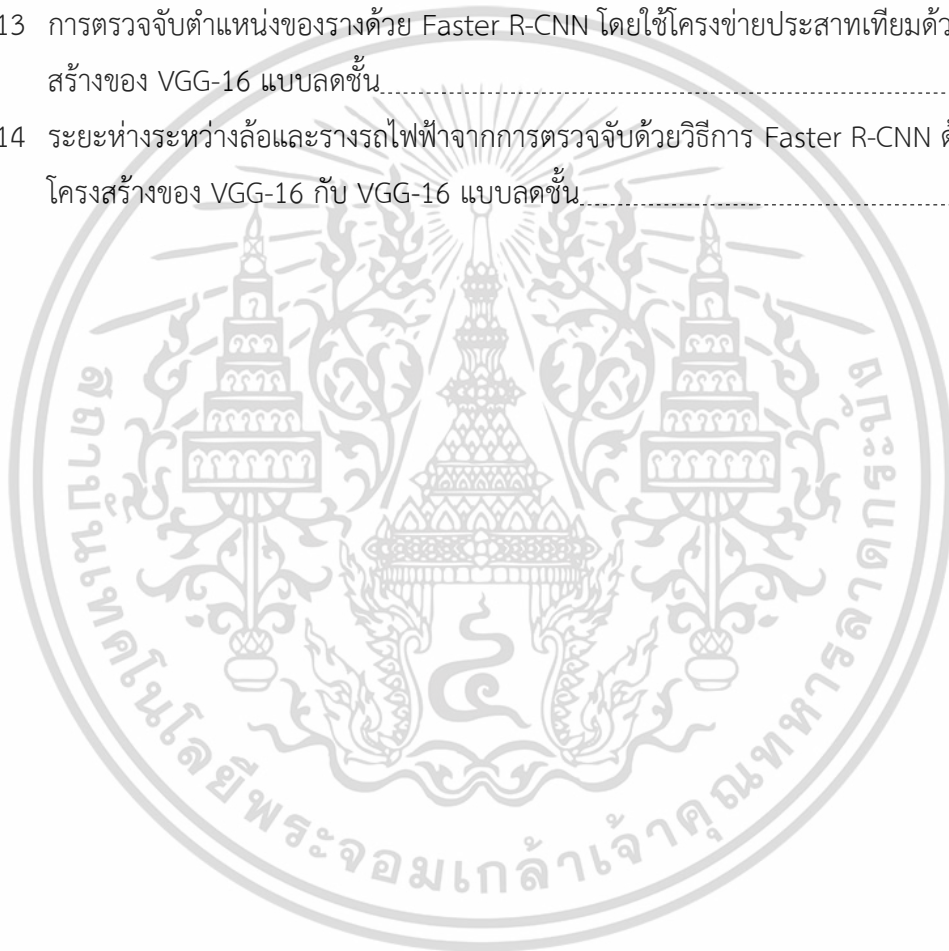 13 การตรวจจับตำแหน่งของรางด้วย Faster R-CNN โดยใช้โครงข่ายประสาทเทียมด้ว
สร้างของ VGG-16 แบบลดชั้น
14 ระยะห่างระหว่างล้อและรางรถไฟฟ้าจากการตรวจจับด้วยวิธีการ Faster R-CNN ด้
โครงสร้างของ VGG-16 กับ VGG-16 แบบลดชั้น
๔
สถาบันเทคโนโลยีพระจอมเกล้าเจ้าคุณทหารลาดกระบัง